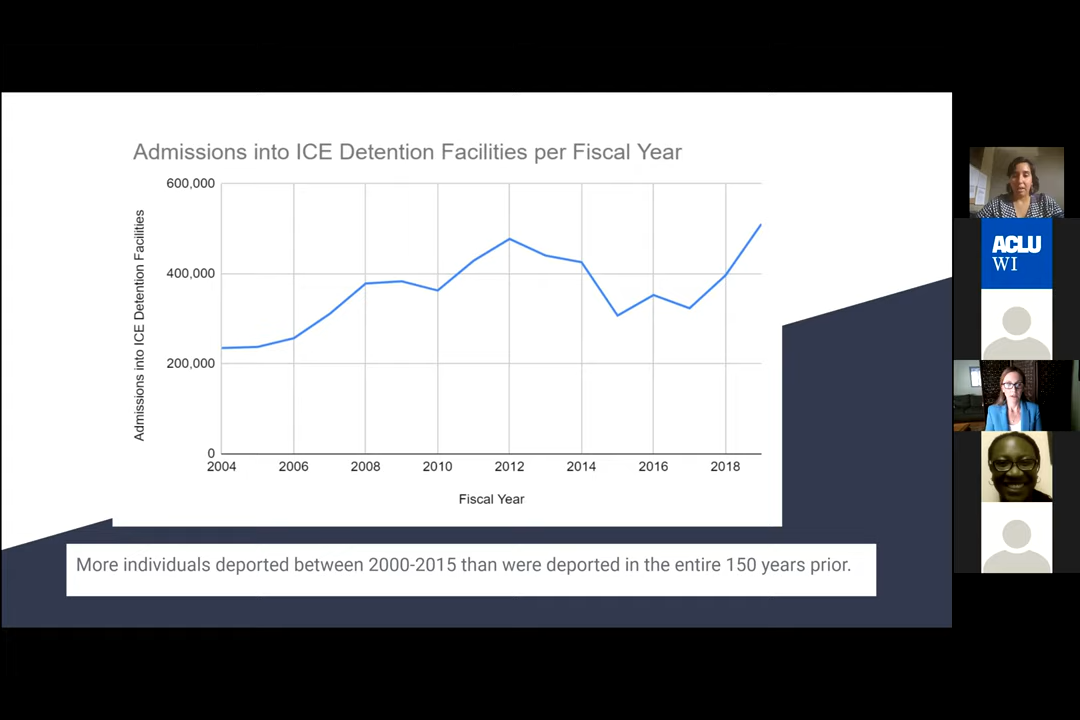 Admissions into ICE Detention Facilities per Fiscal Year
Admissions into ICE Detention Facilities
600,000
400,000
200,000
0
2004 2006 2008 2010 2012 2014 2016 2018
Fiscal Year
More individuals deported between 2000-2015 than were deported in the entire 150 years prior.
ACLU
WI